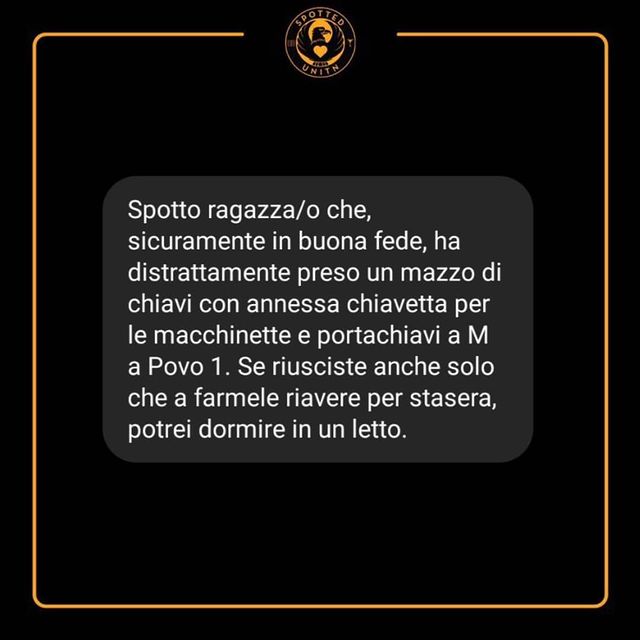 SPOTTED
UNITN
Spotto ragazza/o che,
sicuramente in buona fede, ha
distrattamente preso un mazzo di
chiavi con annessa chiavetta per
le macchinette e portachiavi a M
a Povo 1. Se riusciste anche solo
che a farmele riavere per stasera,
potrei dormire in un letto.